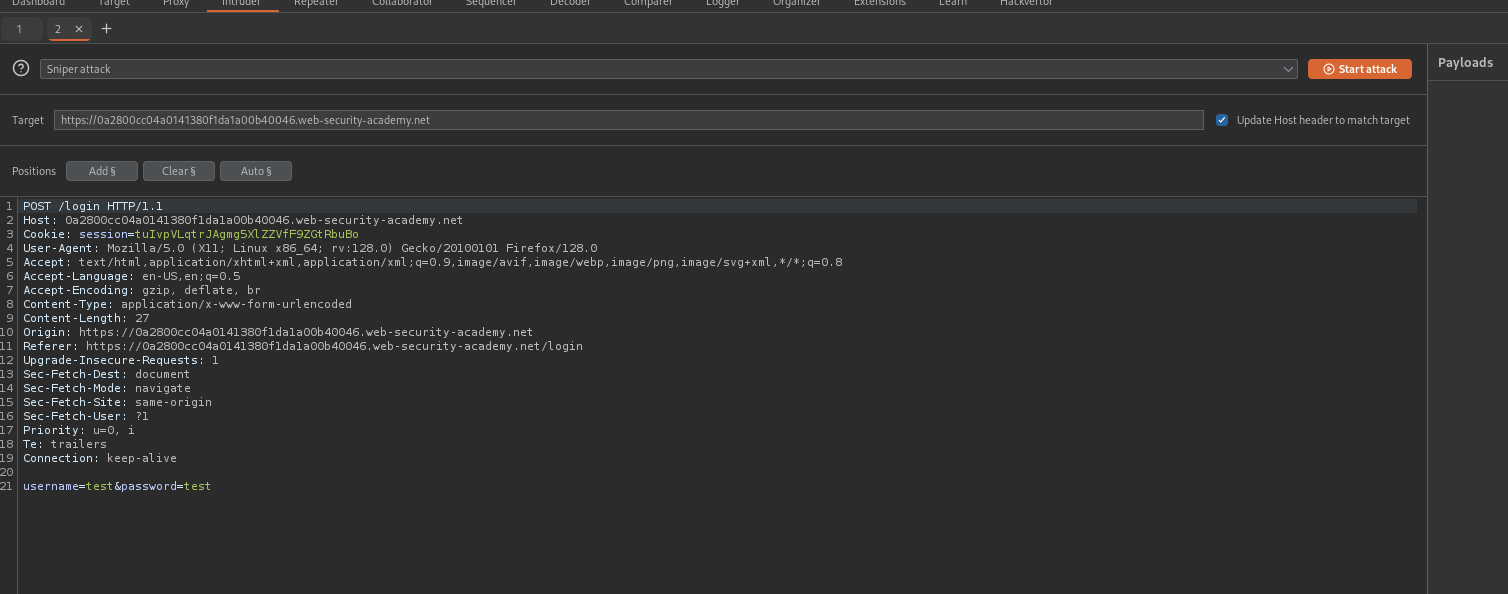 Dashboard Target Proxy Intruder Repeater Collaborator Sequencer Decoder Comparer Logger Organizer Extensions Learn Hackvertor
1 2 × +
? Sniper attack Start attack Payloads
Target https://0a2800cc04a0141380f1da1a00b40046.web-security-academy.net Update Host header to match target
Positions Add § Clear § Auto §
1 POST /login HTTP/1.1
2 Host: 0a2800cc04a0141380f1da1a00b40046.web-security-academy.net
3 Cookie: session=tuIvpVLqtrJAgmg5XlZZVfF9ZGtRbuBo
4 User-Agent: Mozilla/5.0 (X11; Linux x86_64; rv:128.0) Gecko/20100101 Firefox/128.0
5 Accept: text/html,application/xhtml+xml,application/xml;q=0.9,image/avif,image/webp,image/png,image/svg+xml,*/*;q=0.8
6 Accept-Language: en-US,en;q=0.5
7 Accept-Encoding: gzip, deflate, br
8 Content-Type: application/x-www-form-urlencoded
9 Content-Length: 27
10 Origin: https://0a2800cc04a0141380f1da1a00b40046.web-security-academy.net
11 Referer: https://0a2800cc04a0141380f1da1a00b40046.web-security-academy.net/login
12 Upgrade-Insecure-Requests: 1
13 Sec-Fetch-Dest: document
14 Sec-Fetch-Mode: navigate
15 Sec-Fetch-Site: same-origin
16 Sec-Fetch-User: ?1
17 Priority: u=0, i
18 Te: trailers
19 Connection: keep-alive
20
21 username=test&password=test